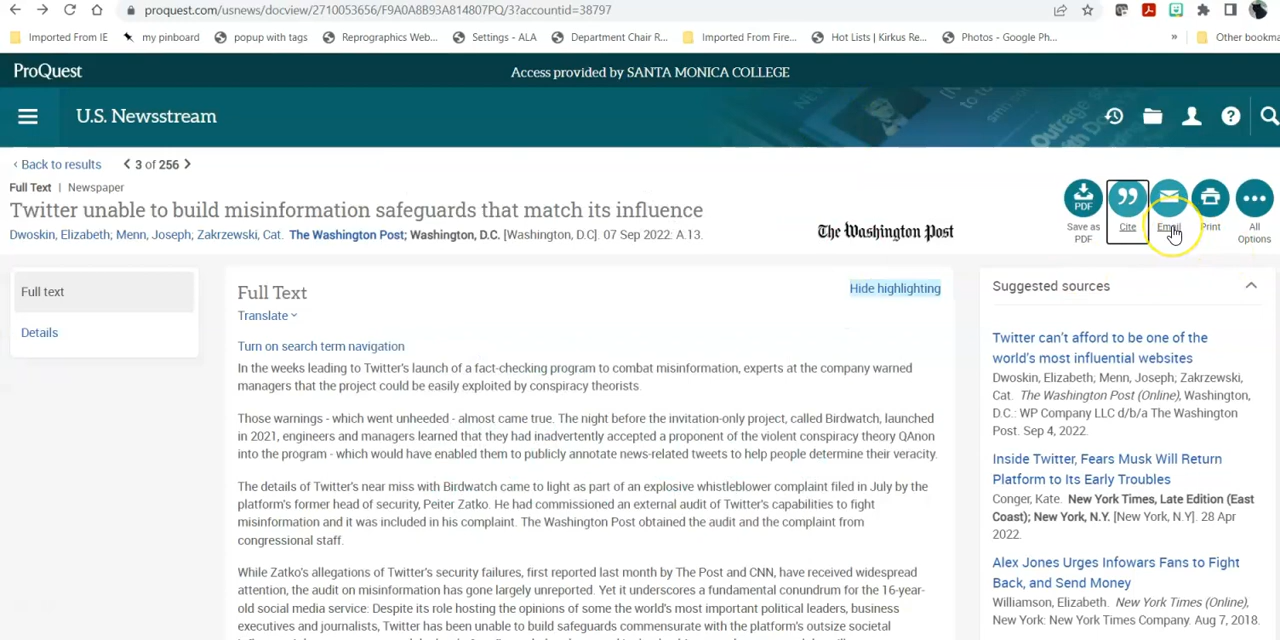 proquest.com/usnews/docview/2710053656/F9A0A8B93A814807PQ/3?accountid=38797
Imported From IE
my pinboard
popup with tags
Reprographics Web...
Settings - ALA
Department Chair R...
Imported From Fire...
Hot Lists | Kirkus Re...
Photos - Google Ph...
»
Other bookma
ProQuest
Access provided by SANTA MONICA COLLEGE
U.S. Newsstream
‹ Back to results
3 of 256
Full Text | Newspaper
Twitter unable to build misinformation safeguards that match its influence
Dwoskin, Elizabeth; Menn, Joseph; Zakrzewski, Cat. The Washington Post; Washington, D.C. [Washington, D.C]. 07 Sep 2022: A.13.
The Washington Post
PDF
Save as PDF
Cite
Email
Print
All Options
Full text
Details
Full Text
Hide highlighting
Translate
Turn on search term navigation
In the weeks leading to Twitter's launch of a fact-checking program to combat misinformation, experts at the company warned
managers that the project could be easily exploited by conspiracy theorists.
Those warnings - which went unheeded - almost came true. The night before the invitation-only project, called Birdwatch, launched
in 2021, engineers and managers learned that they had inadvertently accepted a proponent of the violent conspiracy theory QAnon
into the program - which would have enabled them to publicly annotate news-related tweets to help people determine their veracity.
The details of Twitter's near miss with Birdwatch came to light as part of an explosive whistleblower complaint filed in July by the
platform's former head of security, Peiter Zatko. He had commissioned an external audit of Twitter's capabilities to fight
misinformation and it was included in his complaint. The Washington Post obtained the audit and the complaint from
congressional staff.
While Zatko's allegations of Twitter's security failures, first reported last month by The Post and CNN, have received widespread
attention, the audit on misinformation has gone largely unreported. Yet it underscores a fundamental conundrum for the 16-year-
old social media service: Despite its role hosting the opinions of some of the world's most important political leaders, business
executives and journalists, Twitter has been unable to build safeguards commensurate with the platform's outsize societal
Suggested sources
Twitter can't afford to be one of the
world's most influential websites
Dwoskin, Elizabeth; Menn, Joseph; Zakrzewski,
Cat. The Washington Post (Online), Washington,
D.C.: WP Company LLC d/b/a The Washington
Post. Sep 4, 2022.
Inside Twitter, Fears Musk Will Return
Platform to Its Early Troubles
Conger, Kate. New York Times, Late Edition (East
Coast); New York, N.Y. [New York, N.Y]. 28 Apr
2022.
Alex Jones Urges Infowars Fans to Fight
Back, and Send Money
Williamson, Elizabeth. New York Times (Online),
New York: New York Times. Aug 7, 2018.